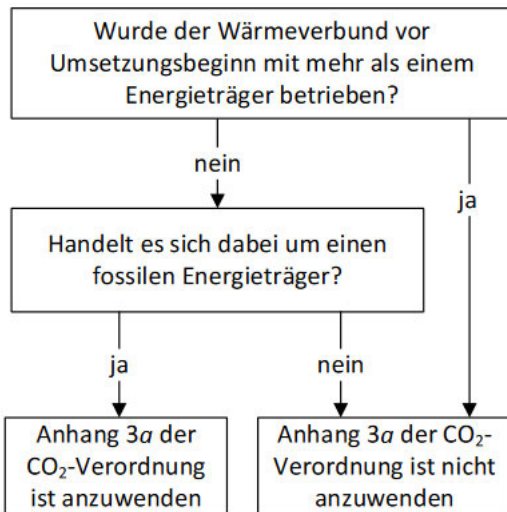 Wurde der Wärmeverbund vor
Umsetzungsbeginn mit mehr als einem
Energieträger betrieben?
nein
ja
Handelt es sich dabei um einen
fossilen Energieträger?
ja
nein
Anhang 3a der
CO₂-Verordnung
ist anzuwenden
Anhang 3a der CO₂-
Verordnung ist nicht
anzuwenden